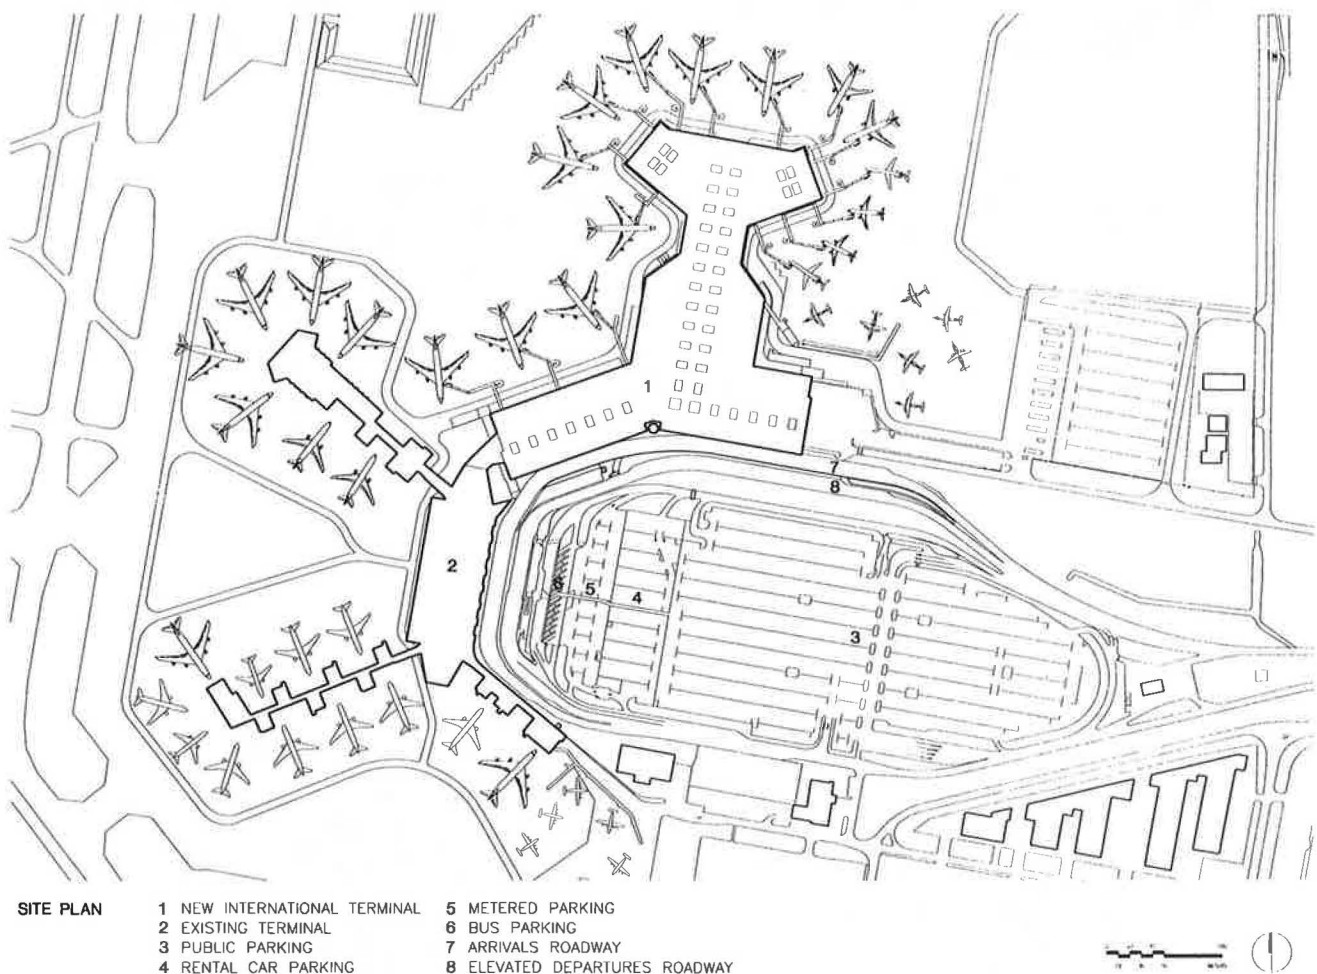 1
7
8
2
6
5
4
3
SITE PLAN
1 NEW INTERNATIONAL TERMINAL
2 EXISTING TERMINAL
3 PUBLIC PARKING
4 RENTAL CAR PARKING
5 METERED PARKING
6 BUS PARKING
7 ARRIVALS ROADWAY
8 ELEVATED DEPARTURES ROADWAY